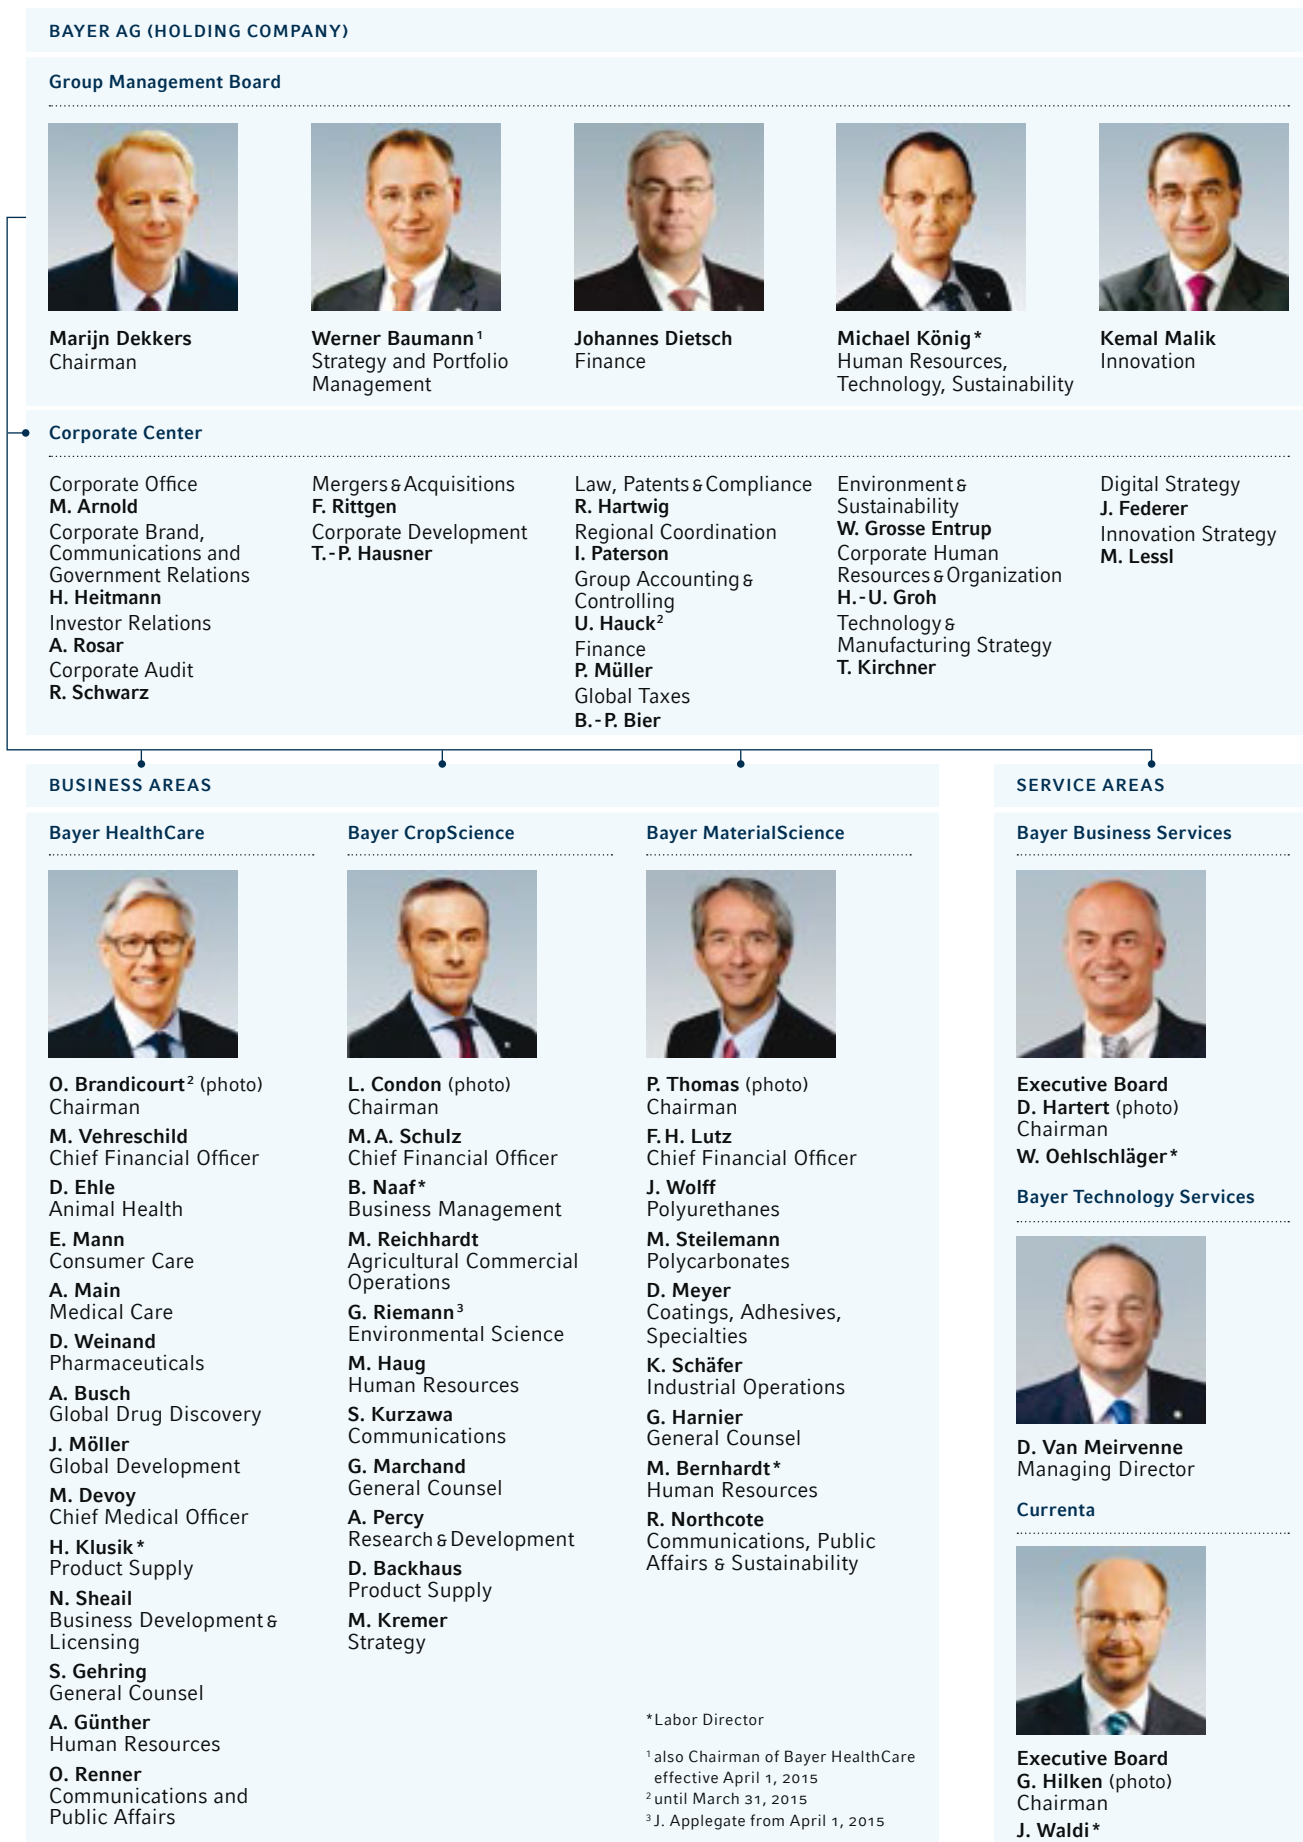 BAYER AG (HOLDING COMPANY)
Group Management Board
Marijn Dekkers
Chairman
Werner Baumann¹
Strategy and Portfolio
Management
Johannes Dietsch
Finance
Michael König*
Human Resources,
Technology, Sustainability
Kemal Malik
Innovation
Corporate Center
Corporate Office
M. Arnold
Corporate Brand,
Communications and
Government Relations
H. Heitmann
Investor Relations
A. Rosar
Corporate Audit
R. Schwarz
Mergers & Acquisitions
F. Rittgen
Corporate Development
T.-P. Hausner
Law, Patents & Compliance
R. Hartwig
Regional Coordination
I. Paterson
Group Accounting &
Controlling
U. Hauck²
Finance
P. Müller
Global Taxes
B.-P. Bier
Environment &
Sustainability
W. Grosse Entrup
Corporate Human
Resources & Organization
H.-U. Groh
Technology &
Manufacturing Strategy
T. Kirchner
Digital Strategy
J. Federer
Innovation Strategy
M. Lessl
BUSINESS AREAS
Bayer HealthCare
O. Brandicourt² (photo)
Chairman
M. Vehreschild
Chief Financial Officer
D. Ehle
Animal Health
E. Mann
Consumer Care
A. Main
Medical Care
D. Weinand
Pharmaceuticals
A. Busch
Global Drug Discovery
J. Möller
Global Development
M. Devoy
Chief Medical Officer
H. Klusik*
Product Supply
N. Sheail
Business Development &
Licensing
S. Gehring
General Counsel
A. Günther
Human Resources
O. Renner
Communications and
Public Affairs
Bayer CropScience
L. Condon (photo)
Chairman
M. A. Schulz
Chief Financial Officer
B. Naaf*
Business Management
M. Reichhardt
Agricultural Commercial
Operations
G. Riemann³
Environmental Science
M. Haug
Human Resources
S. Kurzawa
Communications
G. Marchand
General Counsel
A. Percy
Research & Development
D. Backhaus
Product Supply
M. Kremer
Strategy
Bayer MaterialScience
P. Thomas (photo)
Chairman
F. H. Lutz
Chief Financial Officer
J. Wolff
Polyurethanes
M. Steilemann
Polycarbonates
D. Meyer
Coatings, Adhesives,
Specialties
K. Schäfer
Industrial Operations
G. Harnier
General Counsel
M. Bernhardt*
Human Resources
R. Northcote
Communications, Public
Affairs & Sustainability
*Labor Director
¹ also Chairman of Bayer HealthCare
effective April 1, 2015
² until March 31, 2015
³ J. Applegate from April 1, 2015
SERVICE AREAS
Bayer Business Services
Executive Board
D. Hartert (photo)
Chairman
W. Oehlschläger*
Bayer Technology Services
D. Van Meirvenne
Managing Director
Currenta
Executive Board
G. Hilken (photo)
Chairman
J. Waldi*